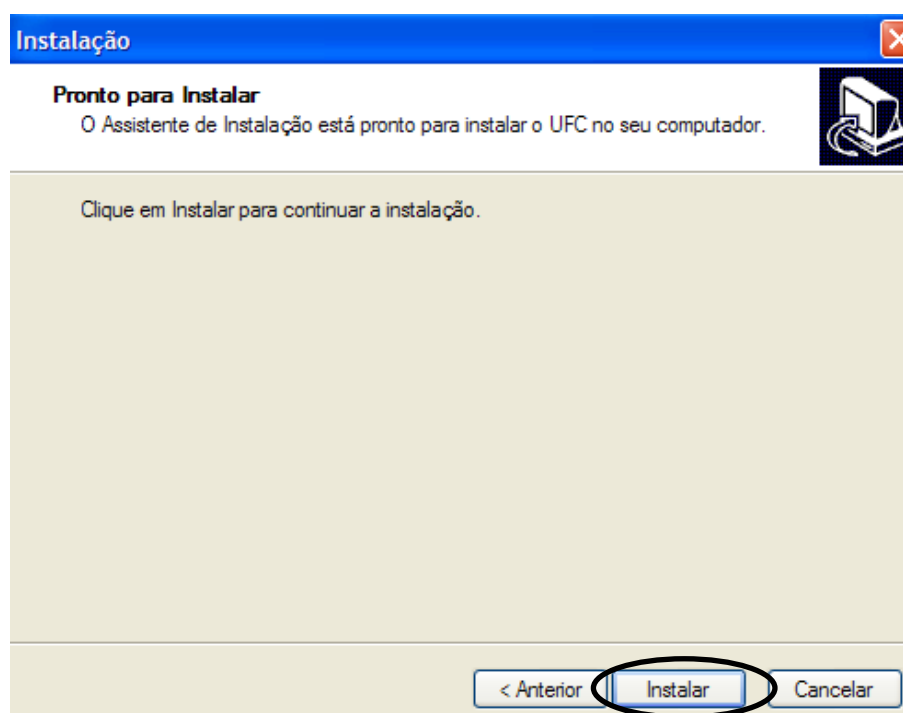 Instalação
Pronto para Instalar
O Assistente de Instalação está pronto para instalar o UFC no seu computador.
Clique em Instalar para continuar a instalação.
< Anterior Instalar Cancelar